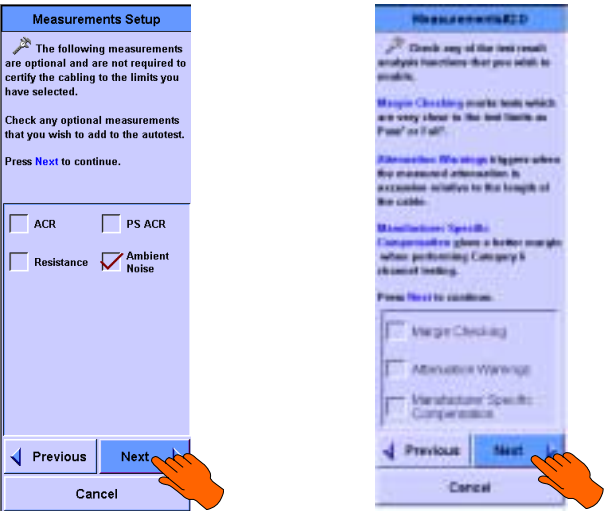 Measurements Setup
The following measurements
are optional and are not required to
certify the cabling to the limits you
have selected.
Check any optional measurements
that you wish to add to the autotest.
Press Next to continue.
ACR
PS ACR
Resistance
Ambient
Noise
Previous
Next
Cancel
Check any of the test result
analysis functions that you wish to
enable.
Margin Checking marks tests which
are very close to the test limits as
Pass* or Fail*.
Attenuation Warnings triggers when
the measured attenuation is
excessive relative to the length of
the cable.
Manufacturer Specific
Compensation gives a better margin
when performing Category 6
channel testing.
Press Next to continue.
Margin Checking
Attenuation Warnings
Manufacturer Specific
Compensation
Previous
Next
Cancel